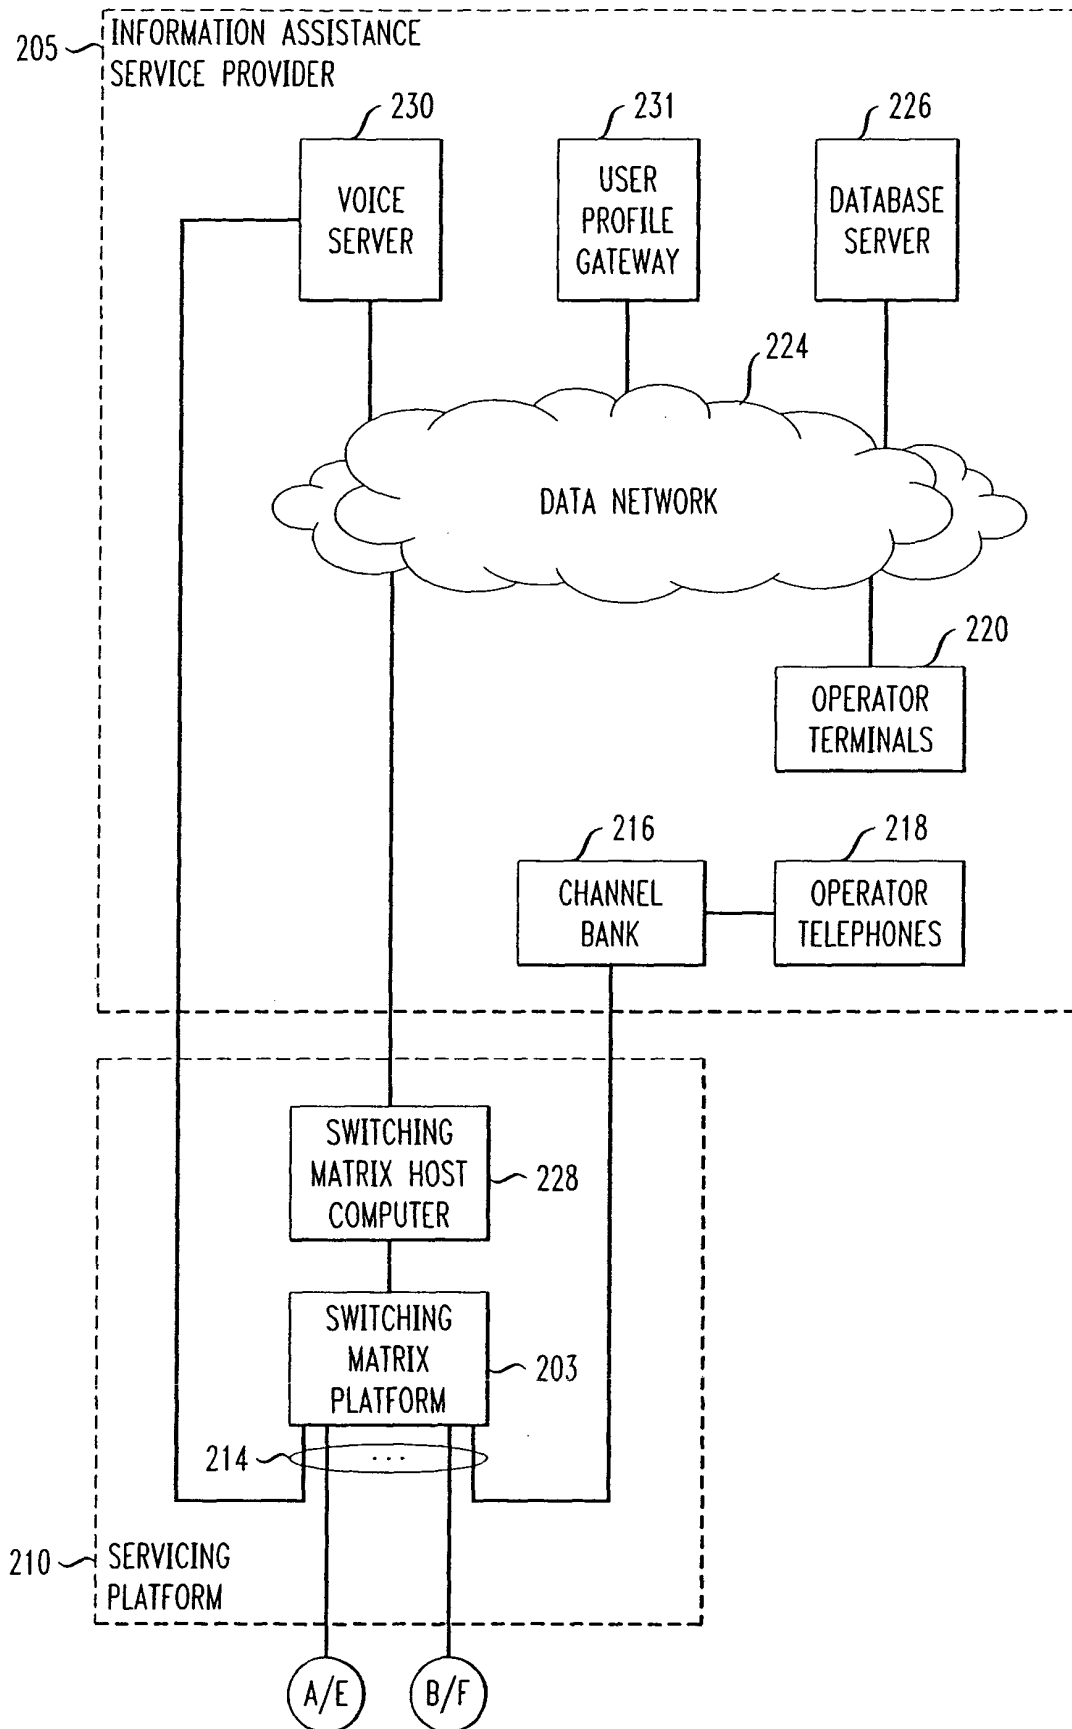 205
INFORMATION ASSISTANCE
SERVICE PROVIDER
230
231
226
VOICE
SERVER
USER
PROFILE
GATEWAY
DATABASE
SERVER
224
DATA NETWORK
220
OPERATOR
TERMINALS
216
218
CHANNEL
BANK
OPERATOR
TELEPHONES
SWITCHING
MATRIX HOST
COMPUTER
228
SWITCHING
MATRIX
PLATFORM
203
214
...
210
SERVICING
PLATFORM
A/E
B/F